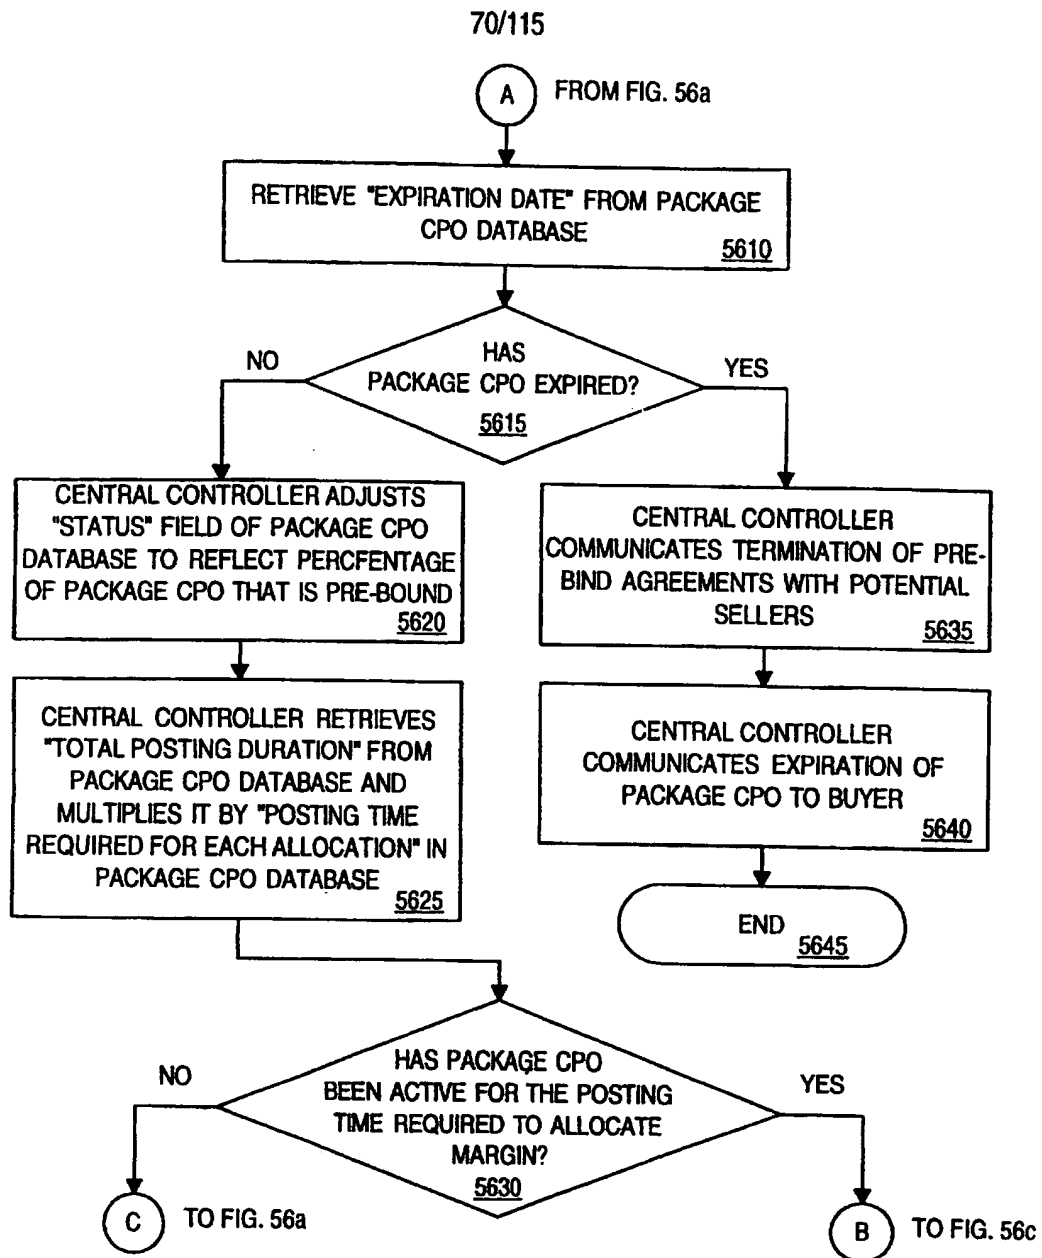 70/115
A
FROM FIG. 56a
RETRIEVE "EXPIRATION DATE" FROM PACKAGE
CPO DATABASE
5610
HAS
PACKAGE CPO EXPIRED?
5615
NO
YES
CENTRAL CONTROLLER ADJUSTS
"STATUS" FIELD OF PACKAGE CPO
DATABASE TO REFLECT PERCFENTAGE
OF PACKAGE CPO THAT IS PRE-BOUND
5620
CENTRAL CONTROLLER
COMMUNICATES TERMINATION OF PRE-
BIND AGREEMENTS WITH POTENTIAL
SELLERS
5635
CENTRAL CONTROLLER RETRIEVES
"TOTAL POSTING DURATION" FROM
PACKAGE CPO DATABASE AND
MULTIPLIES IT BY "POSTING TIME
REQUIRED FOR EACH ALLOCATION" IN
PACKAGE CPO DATABASE
5625
CENTRAL CONTROLLER
COMMUNICATES EXPIRATION OF
PACKAGE CPO TO BUYER
5640
END
5645
HAS PACKAGE CPO
BEEN ACTIVE FOR THE POSTING
TIME REQUIRED TO ALLOCATE
MARGIN?
5630
NO
YES
C
TO FIG. 56a
B
TO FIG. 56c